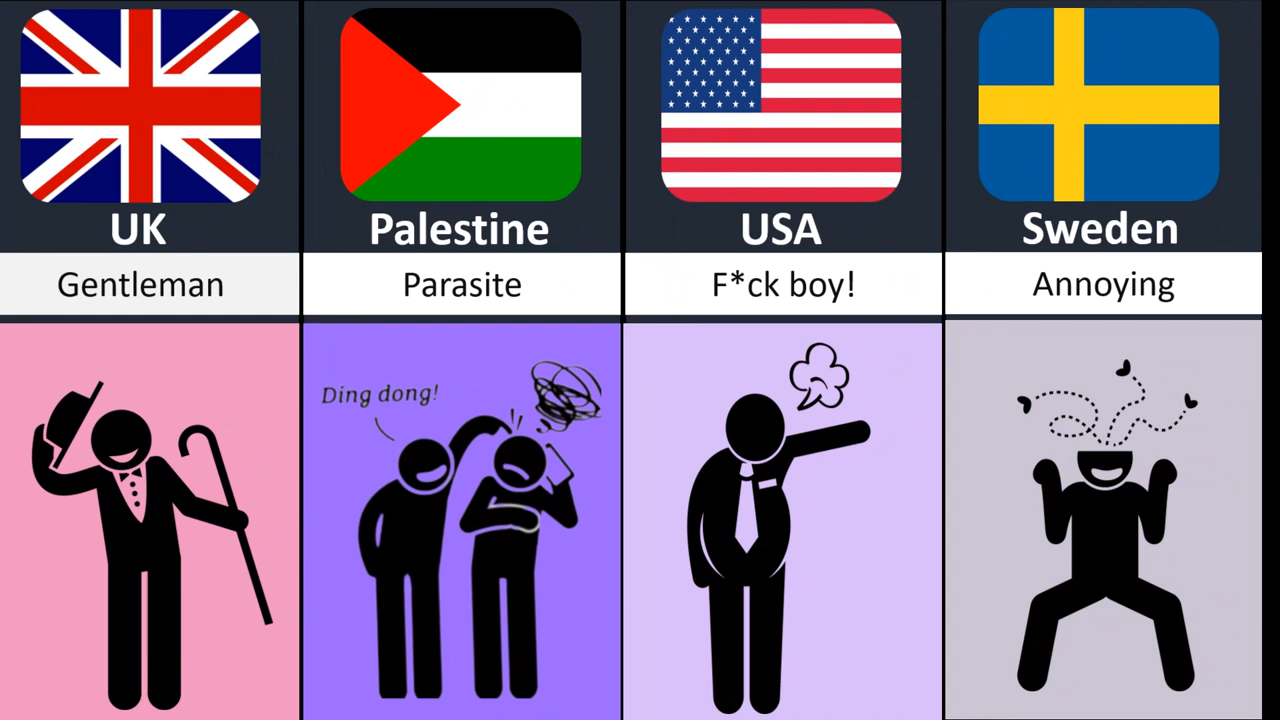 UK
Gentleman
Palestine
Parasite
Ding dong!
USA
F*ck boy!
Sweden
Annoying